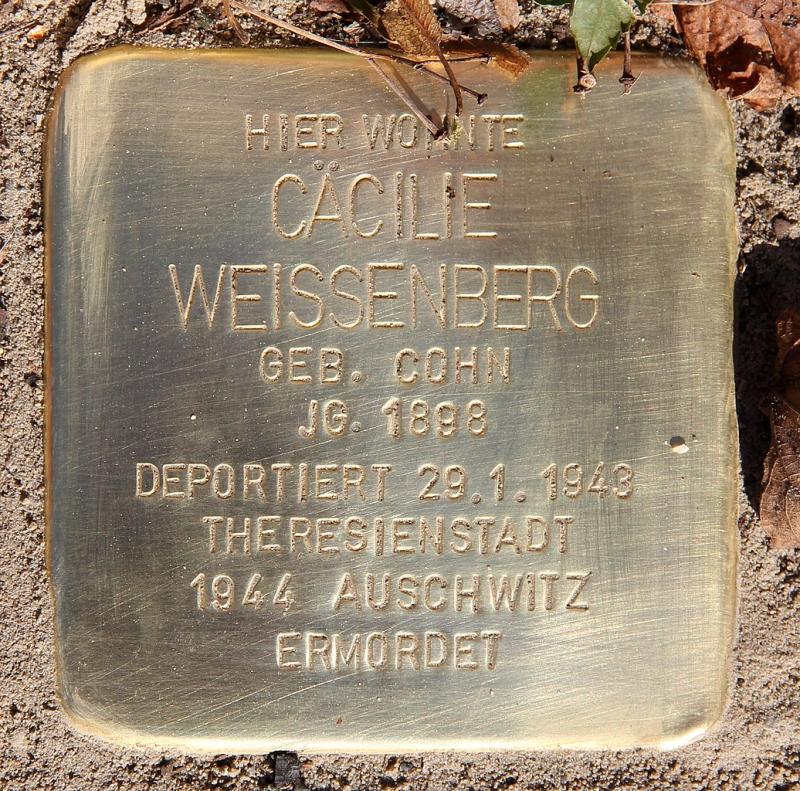 HIER WOHNTE
CÄCILIE
WEISSENBERG
GEB. COHN
JG. 1898
DEPORTIERT 29.1.1943
THERESIENSTADT
1944 AUSCHWITZ
ERMORDET